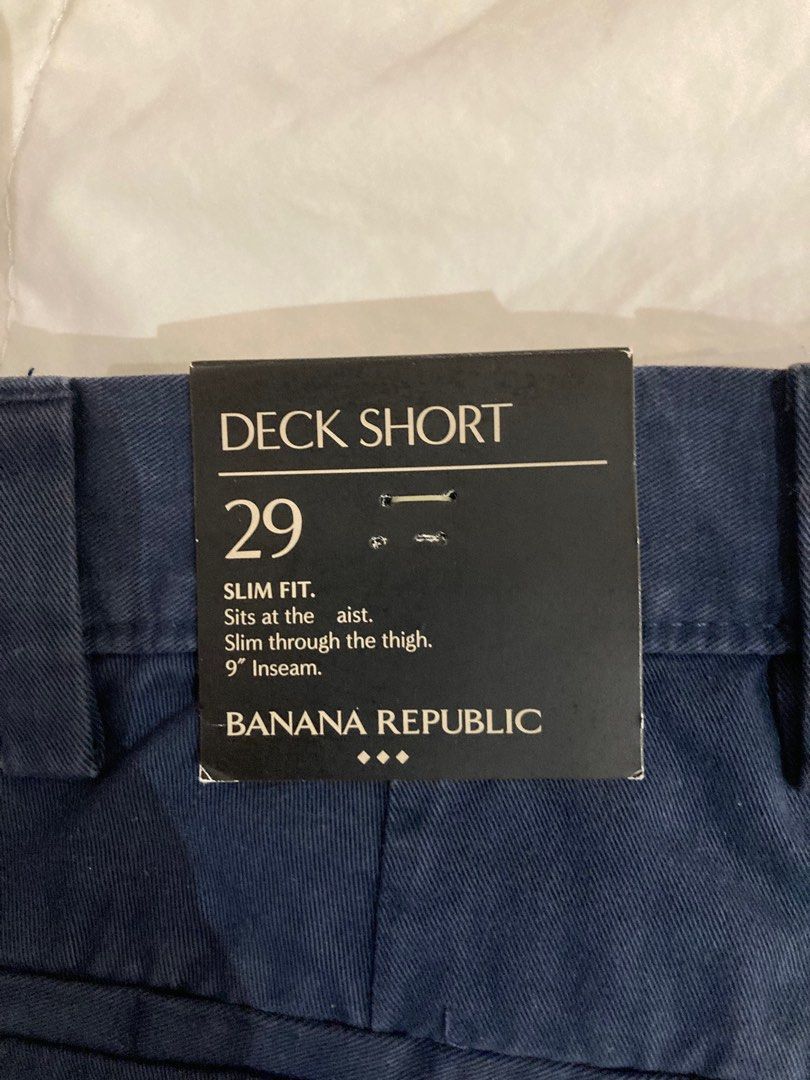 DECK SHORT
29
SLIM FIT.
Sits at the aist.
Slim through the thigh.
9″ Inseam.
BANANA REPUBLIC